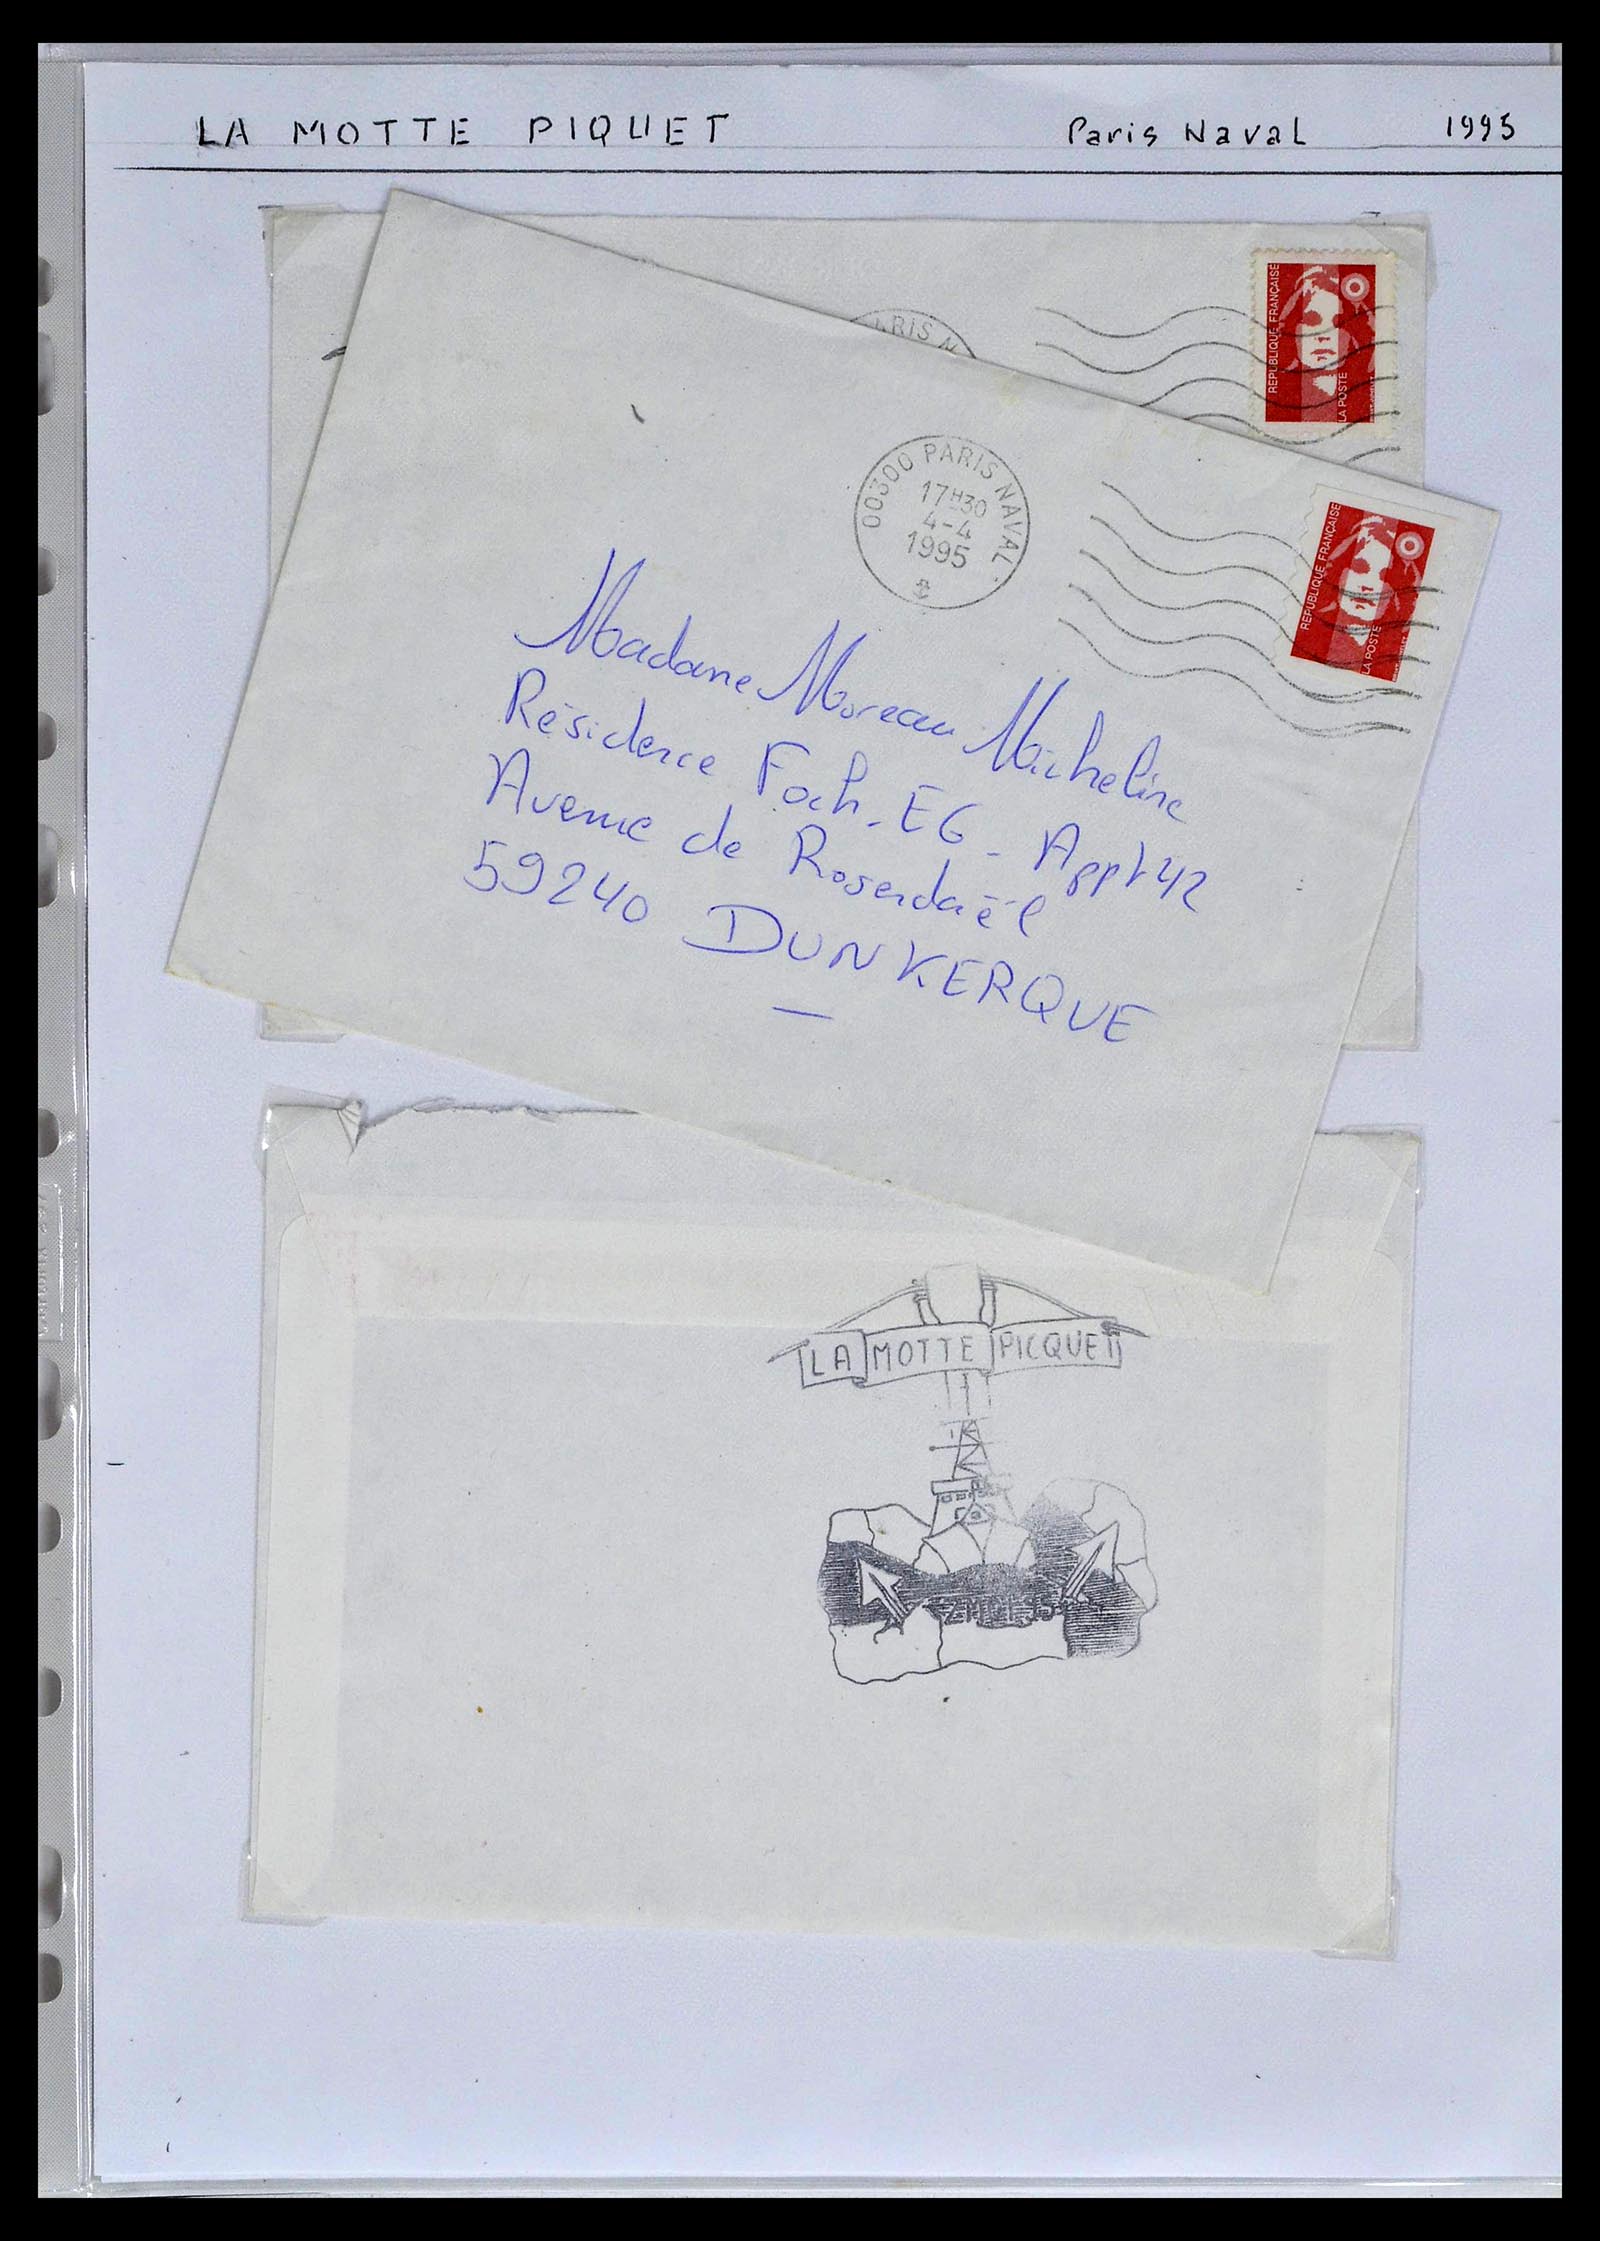 LA MOTTE PIQUET Paris Naval 1995
RIS N
REPUBLIQUE FRANÇAISE
LA POSTE
00300 PARIS NAVAL
17H30
4-4
1995
REPUBLIQUE FRANÇAISE
LA POSTE
Madame Moreau Micheline
Résidence Foch - E6 - Appt 42
Avenue de Rosendaël
59240 DUNKERQUE
LA MOTTE PICQUET